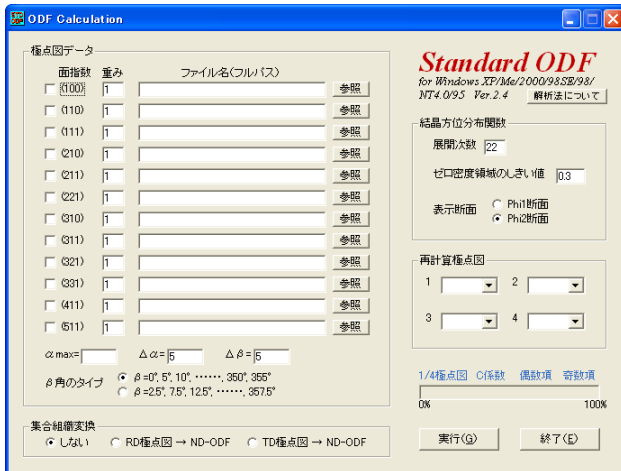 ODF Calculation
極点図データ
面指数 重み ファイル名(フルパス)
(100) 1 参照
(110) 1 参照
(111) 1 参照
(210) 1 参照
(211) 1 参照
(221) 1 参照
(310) 1 参照
(311) 1 参照
(321) 1 参照
(331) 1 参照
(411) 1 参照
(511) 1 参照
αmax= Δα= 5 Δβ= 5
β角のタイプ
β=0°, 5°, 10°, ‥‥‥, 350°, 355°
β=2.5°, 7.5°, 12.5°, ‥‥‥, 357.5°
集合組織変換
しない RD極点図 → ND-ODF TD極点図 → ND-ODF
Standard ODF
for Windows XP/Me/2000/98SE/98/
NT4.0/95 Ver.2.4 解析法について
結晶方位分布関数
展開次数 22
ゼロ密度領域のしきい値 0.3
表示断面
Phi1断面
Phi2断面
再計算極点図
1 2
3 4
1/4極点図 C係数 偶数項 奇数項
0% 100%
実行(G) 終了(E)